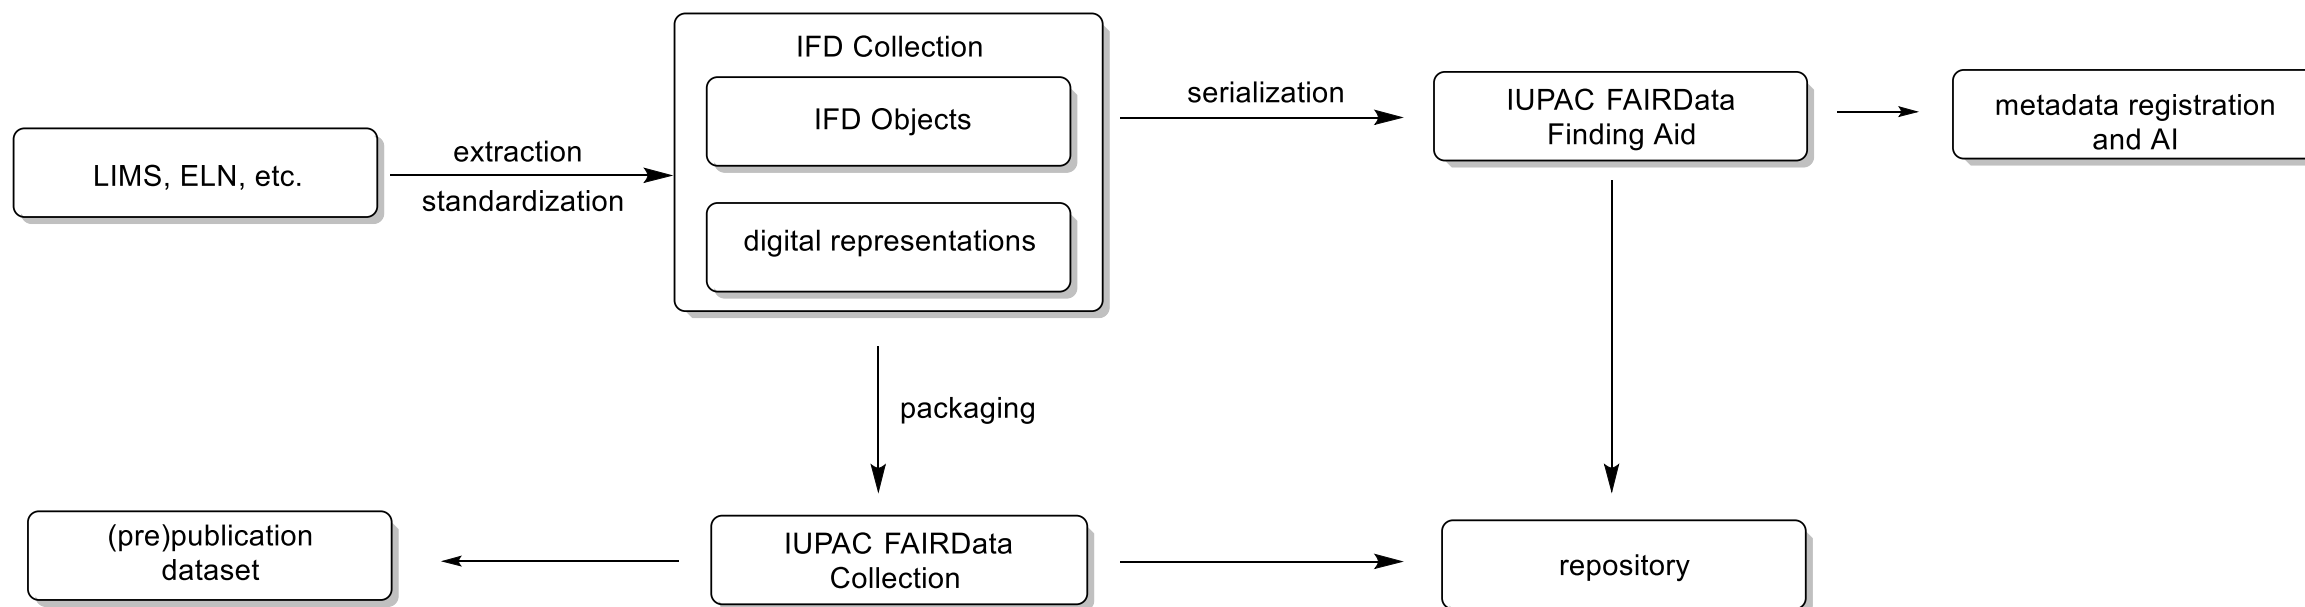 LIMS, ELN, etc.
extraction
standardization
IFD Collection
IFD Objects
digital representations
serialization
IUPAC FAIRData
Finding Aid
metadata registration
and AI
packaging
(pre)publication
dataset
IUPAC FAIRData
Collection
repository